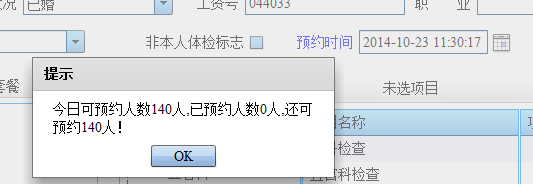 已婚 工资号 044033 职 业
非本人体检标志 预约时间 2014-10-23 11:30:17
套餐 未选项目
提示
今日可预约人数140人,已预约人数0人,还可
预约140人!
OK
名称
检查
五官科检查